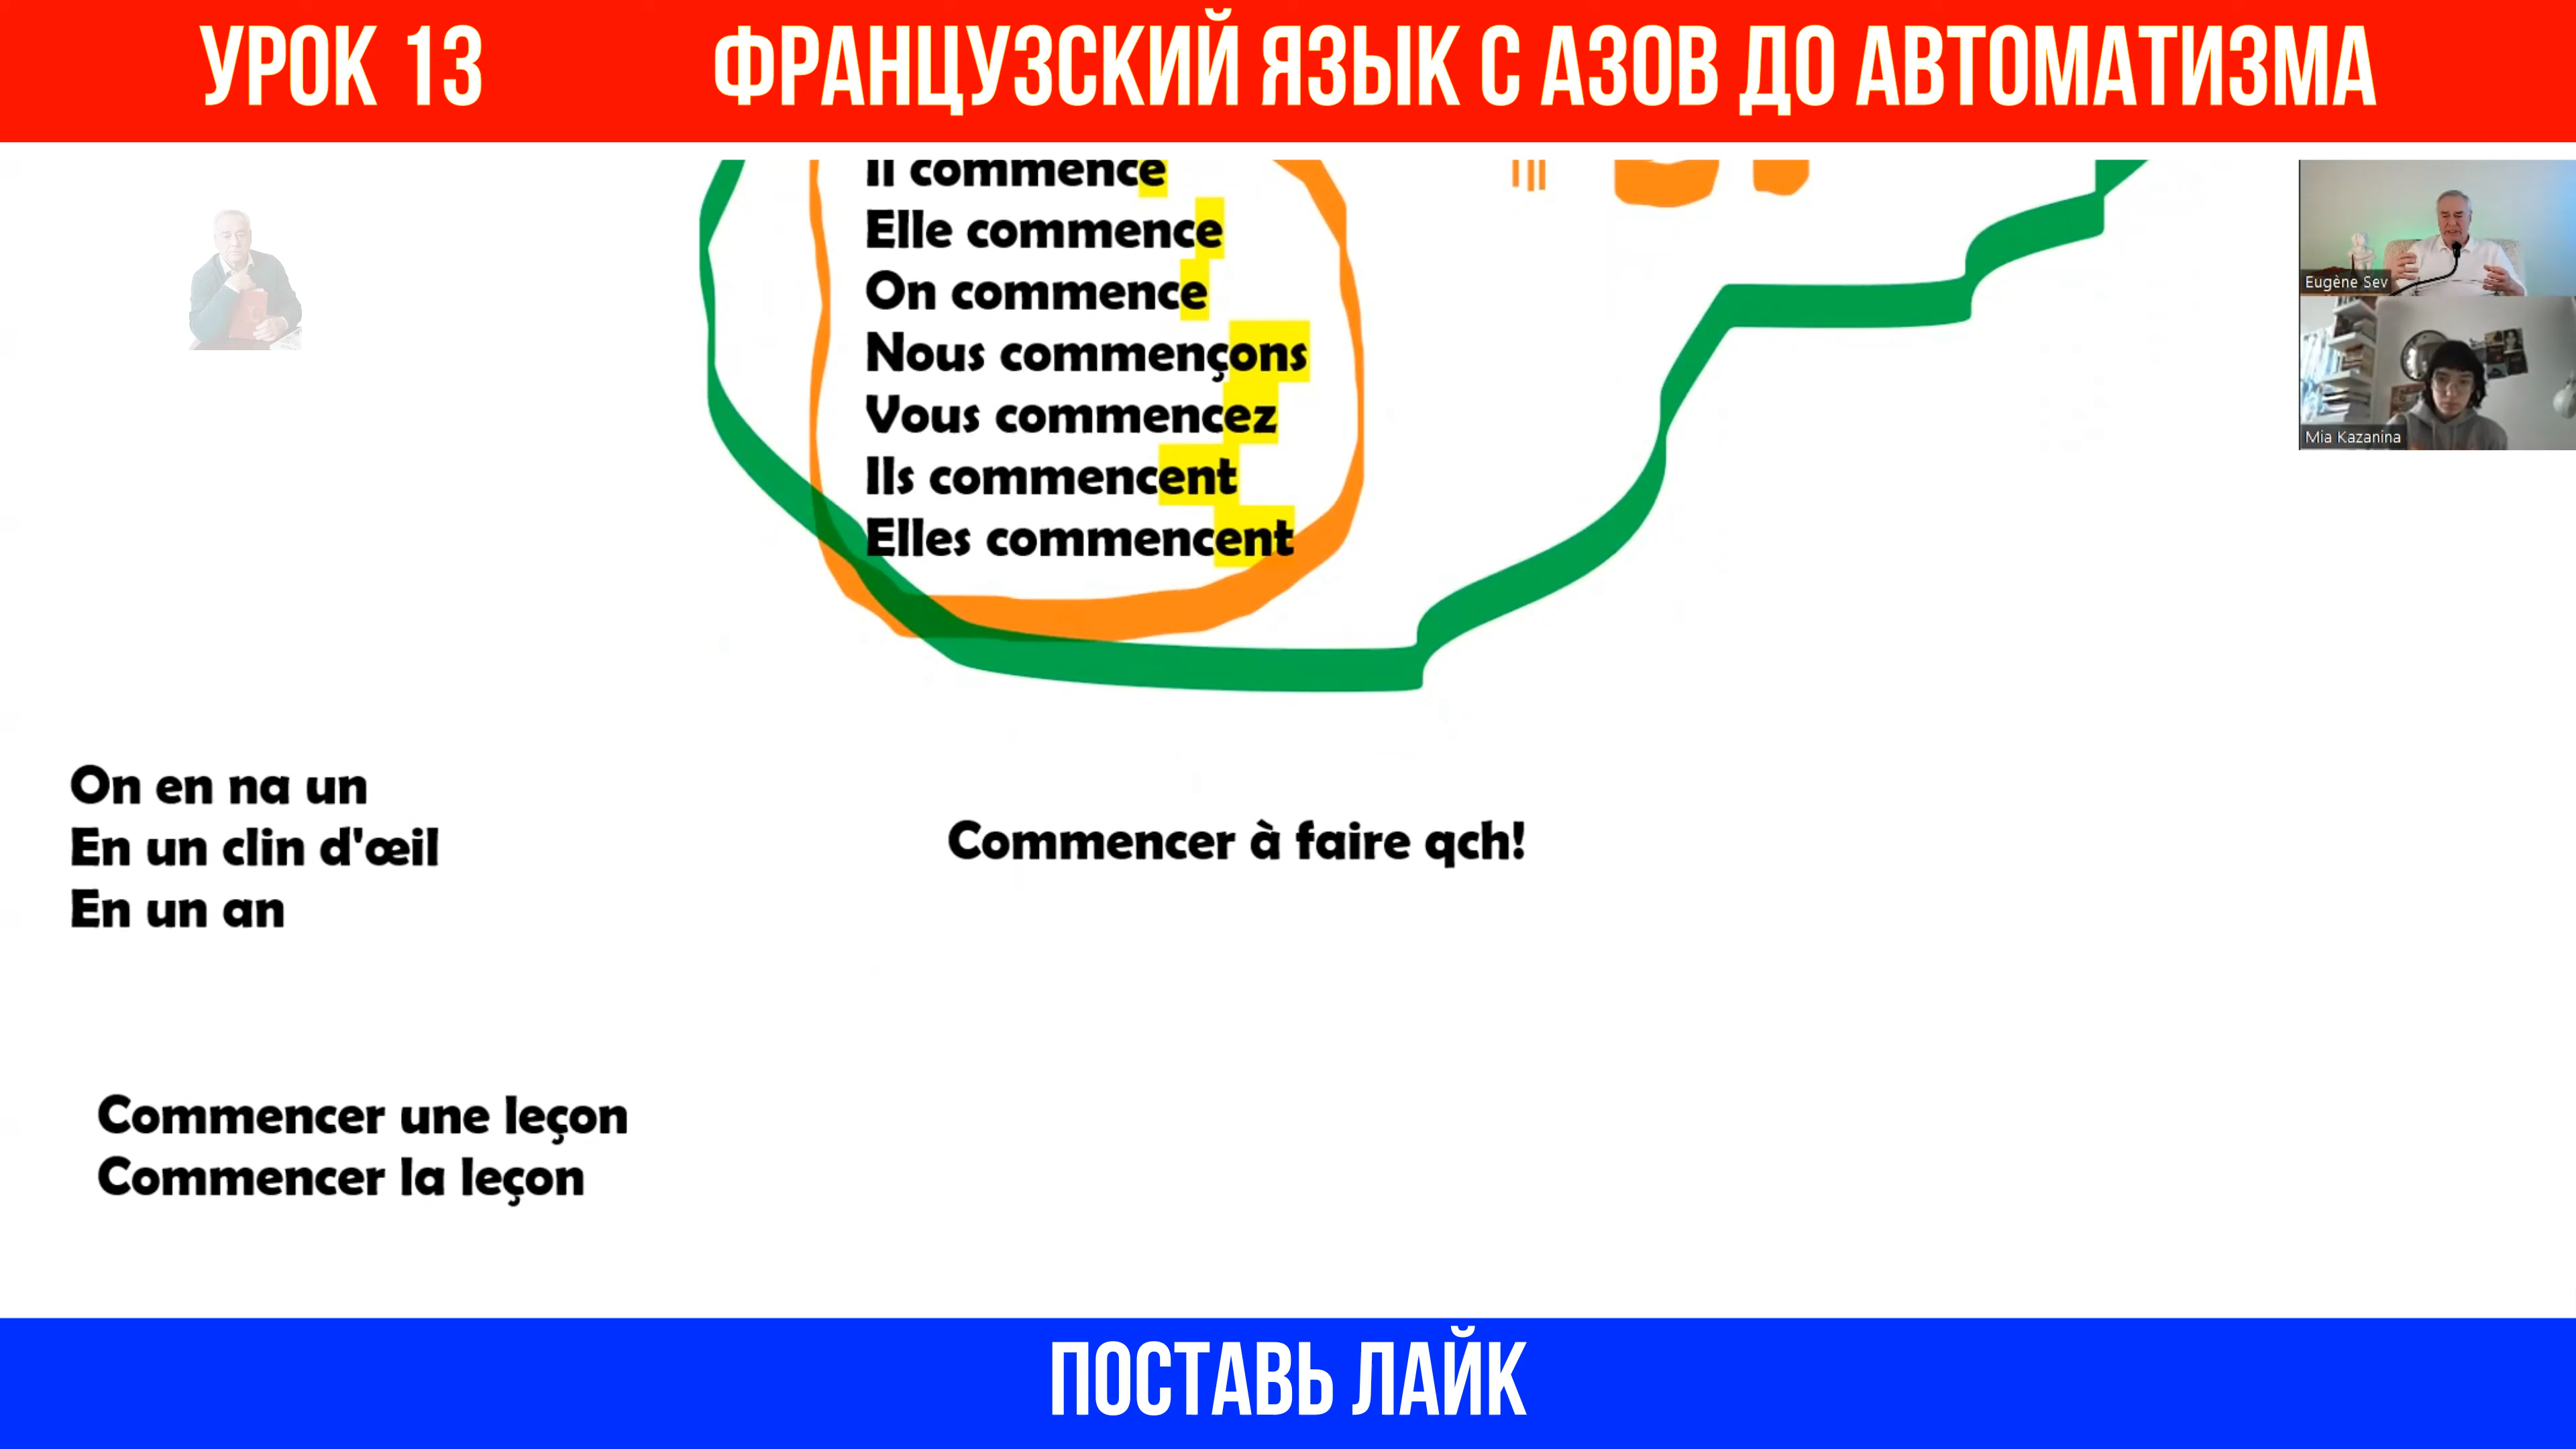 УРОК 13 ФРАНЦУЗСКИЙ ЯЗЫК С АЗОВ ДО АВТОМАТИЗМА
Il commence
Elle commence
On commence
Nous commençons
Vous commencez
Ils commencent
Elles commencent
Eugène Sev
Mia Kazanina
On en na un
En un clin d'œil
En un an
Commencer à faire qch!
Commencer une leçon
Commencer la leçon
ПОСТАВЬ ЛАЙК